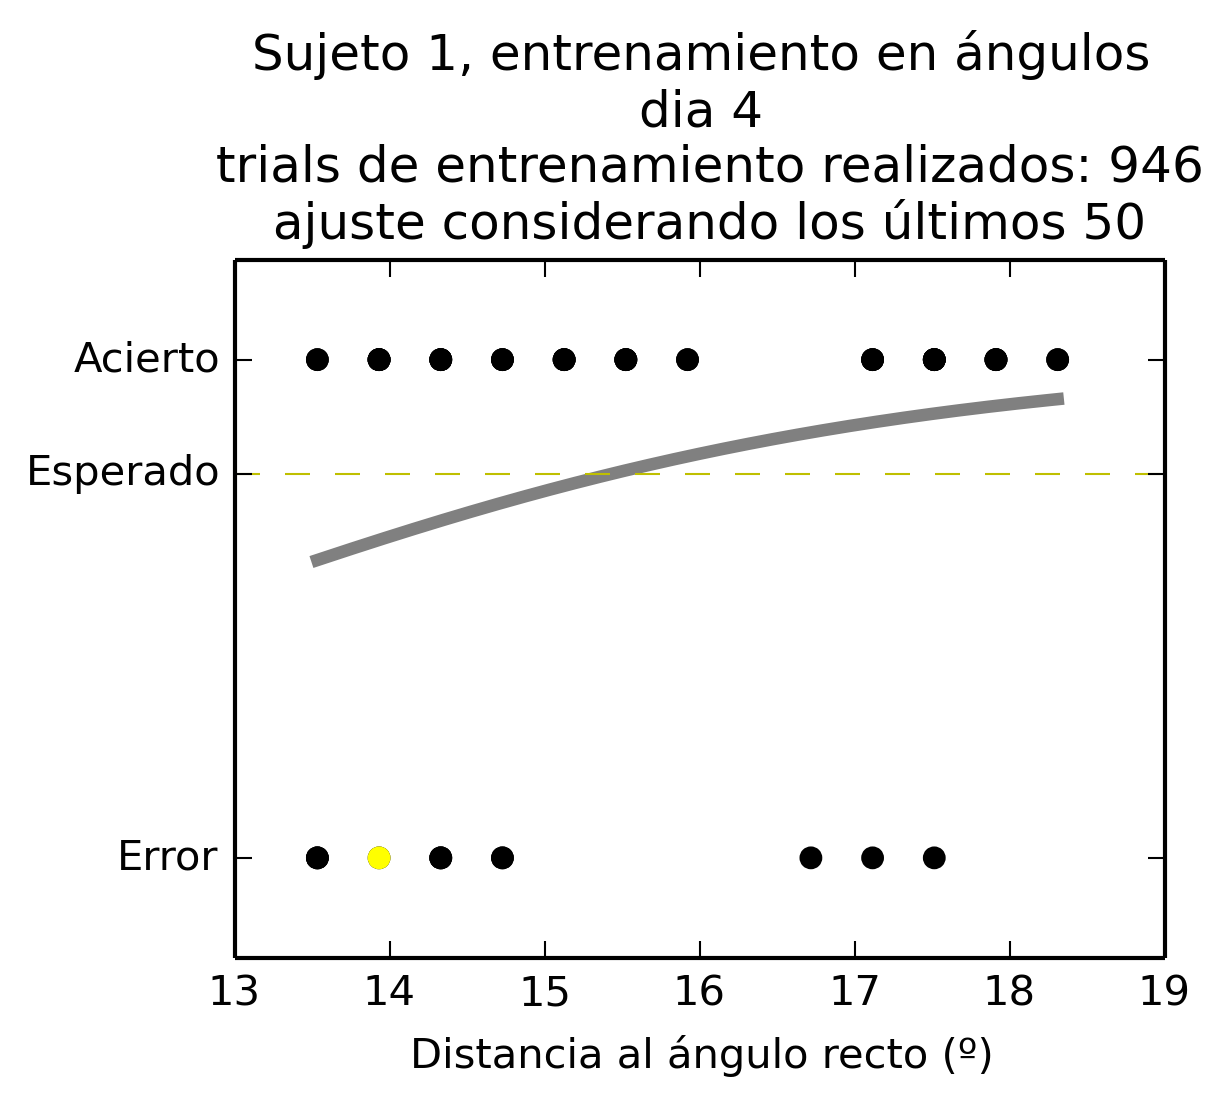 Sujeto 1, entrenamiento en ángulos
dia 4
trials de entrenamiento realizados: 946
ajuste considerando los últimos 50
Acierto
Esperado
Error
13 14 15 16 17 18 19
Distancia al ángulo recto (º)